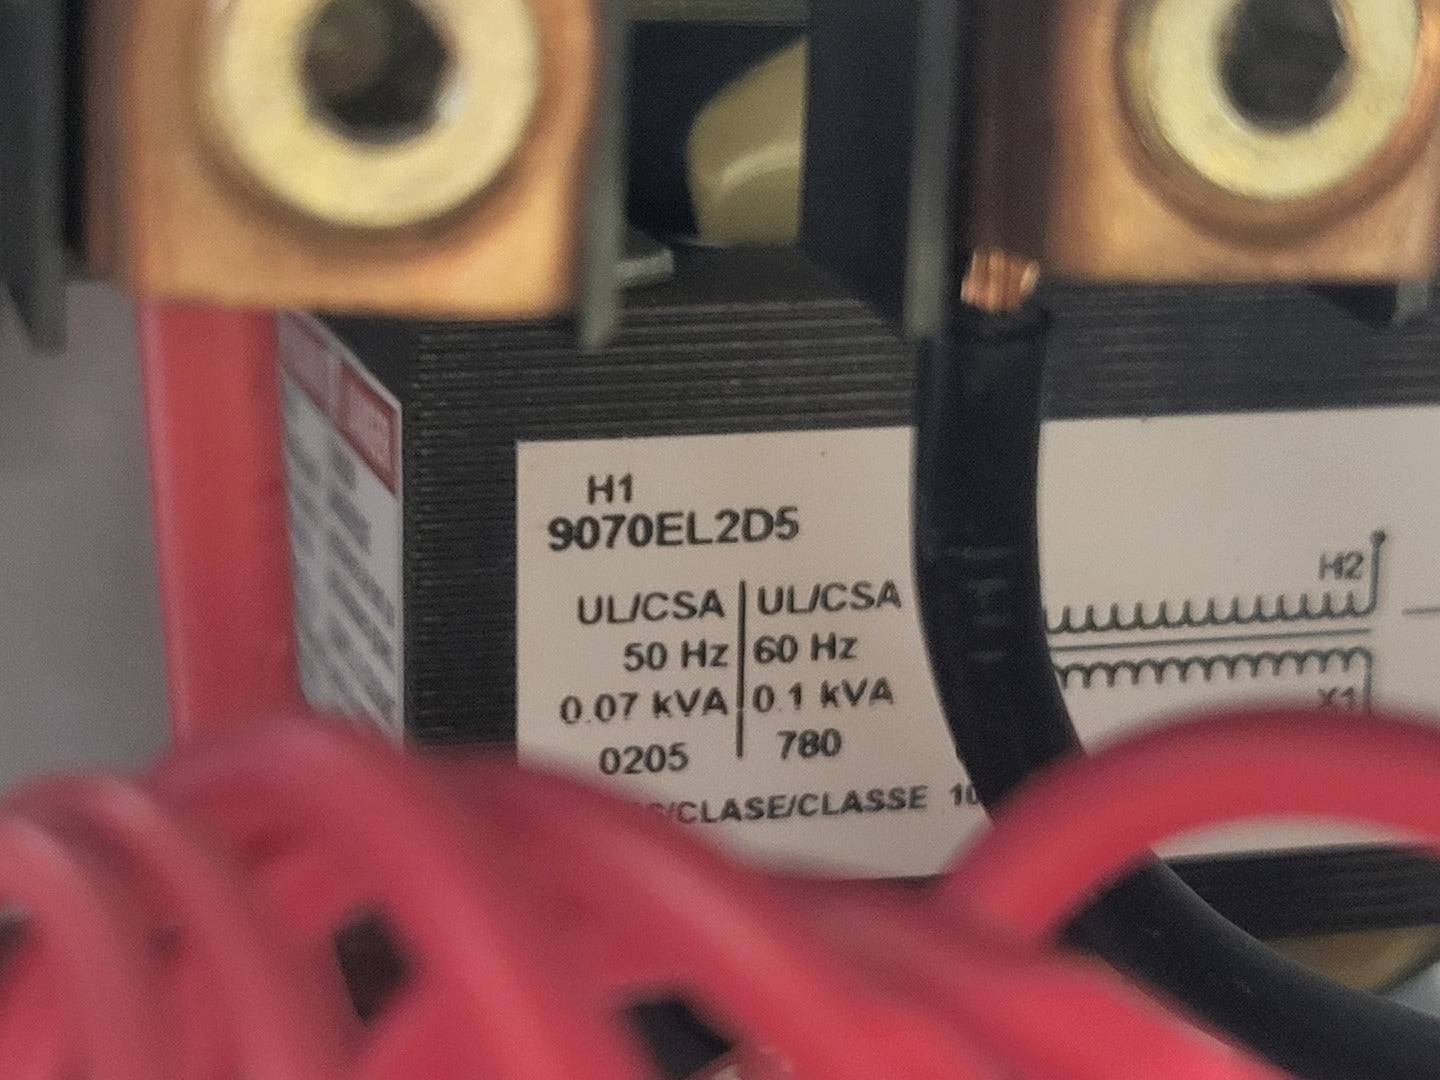 H1
9070EL2D5
UL/CSA UL/CSA
50 Hz 60 Hz
0.07 kVA 0.1 kVA
0205 780
/CLASE/CLASSE 10
H2
X1